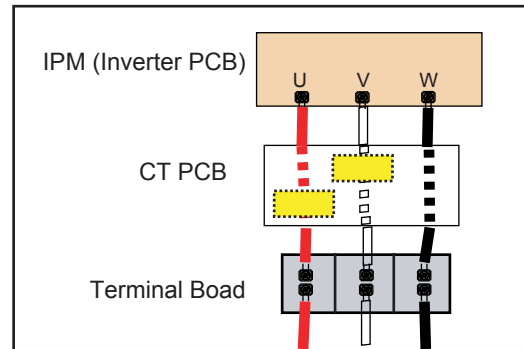 IPM (Inverter PCB)
U V W
CT PCB
Terminal Boad